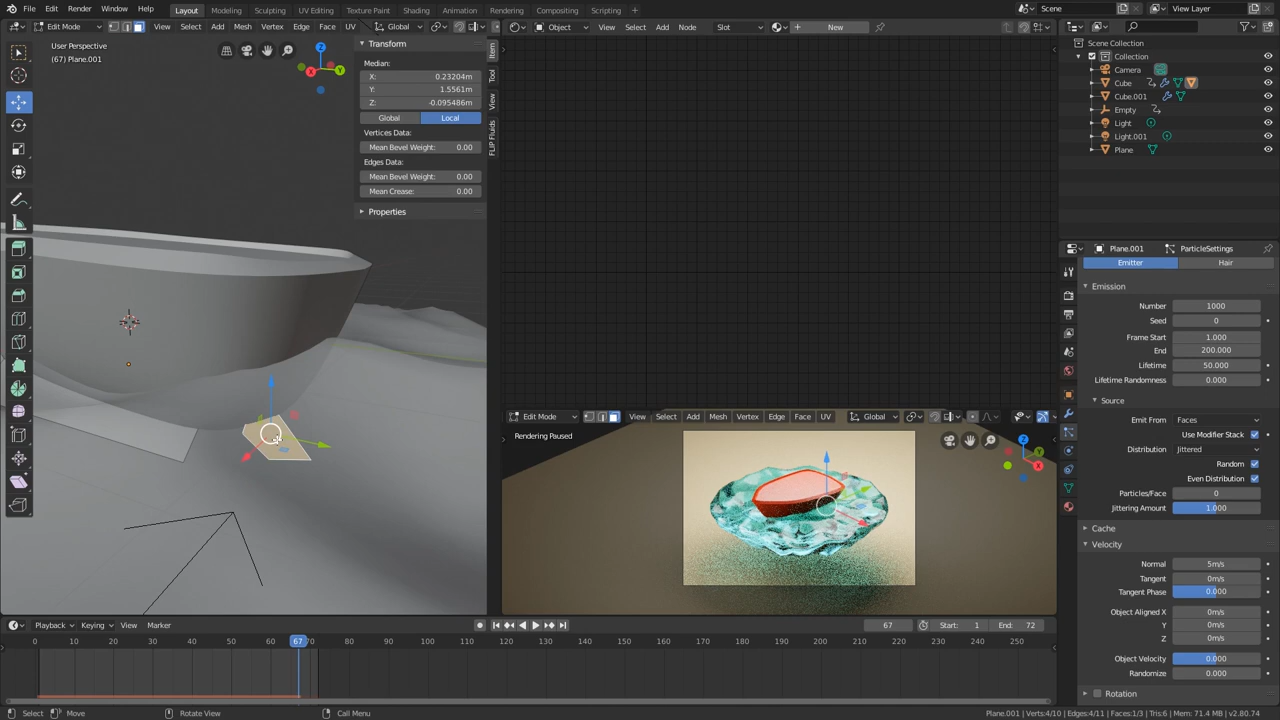 File Edit Render Window Help Layout Modeling Sculpting UV Editing Texture Paint Shading Animation Rendering Compositing Scripting + Scene View Layer
Edit Mode View Select Add Mesh Vertex Edge Face UV Global
Object View Select Add Node Slot New
User Perspective
(67) Plane.001
Transform
Median:
X: 0.23204m
Y: 1.5561m
Z: -0.095486m
Global Local
Vertices Data:
Mean Bevel Weight: 0.00
Edges Data:
Mean Bevel Weight: 0.00
Mean Crease: 0.00
Properties
Item
Tool
View
FLIP Fluids
Scene Collection
Collection
Camera
Cube
Cube.001
Empty
Light
Light.001
Plane
Plane.001 ParticleSettings
Emitter Hair
Emission
Number 1000
Seed 0
Frame Start 1.000
End 200.000
Lifetime 50.000
Lifetime Randomness 0.000
Source
Emit From Faces
Use Modifier Stack
Distribution Jittered
Random
Even Distribution
Particles/Face 0
Jittering Amount 1.000
Cache
Velocity
Normal 5m/s
Tangent 0m/s
Tangent Phase 0.000
Object Aligned X 0m/s
Y 0m/s
Z 0m/s
Object Velocity 0.000
Randomize 0.000
Rotation
Edit Mode View Select Add Mesh Vertex Edge Face UV Global
Rendering Paused
Playback Keying View Marker 67 Start: 1 End: 72
0 10 20 30 40 50 60 67 70 80 90 100 110 120 130 140 150 160 170 180 190 200 210 220 230 240 250
Select Move Rotate View Call Menu Plane.001 | Verts:4/10 | Edges:4/11 | Faces:1/3 | Tris:6 | Mem: 71.4 MB | v2.80.74